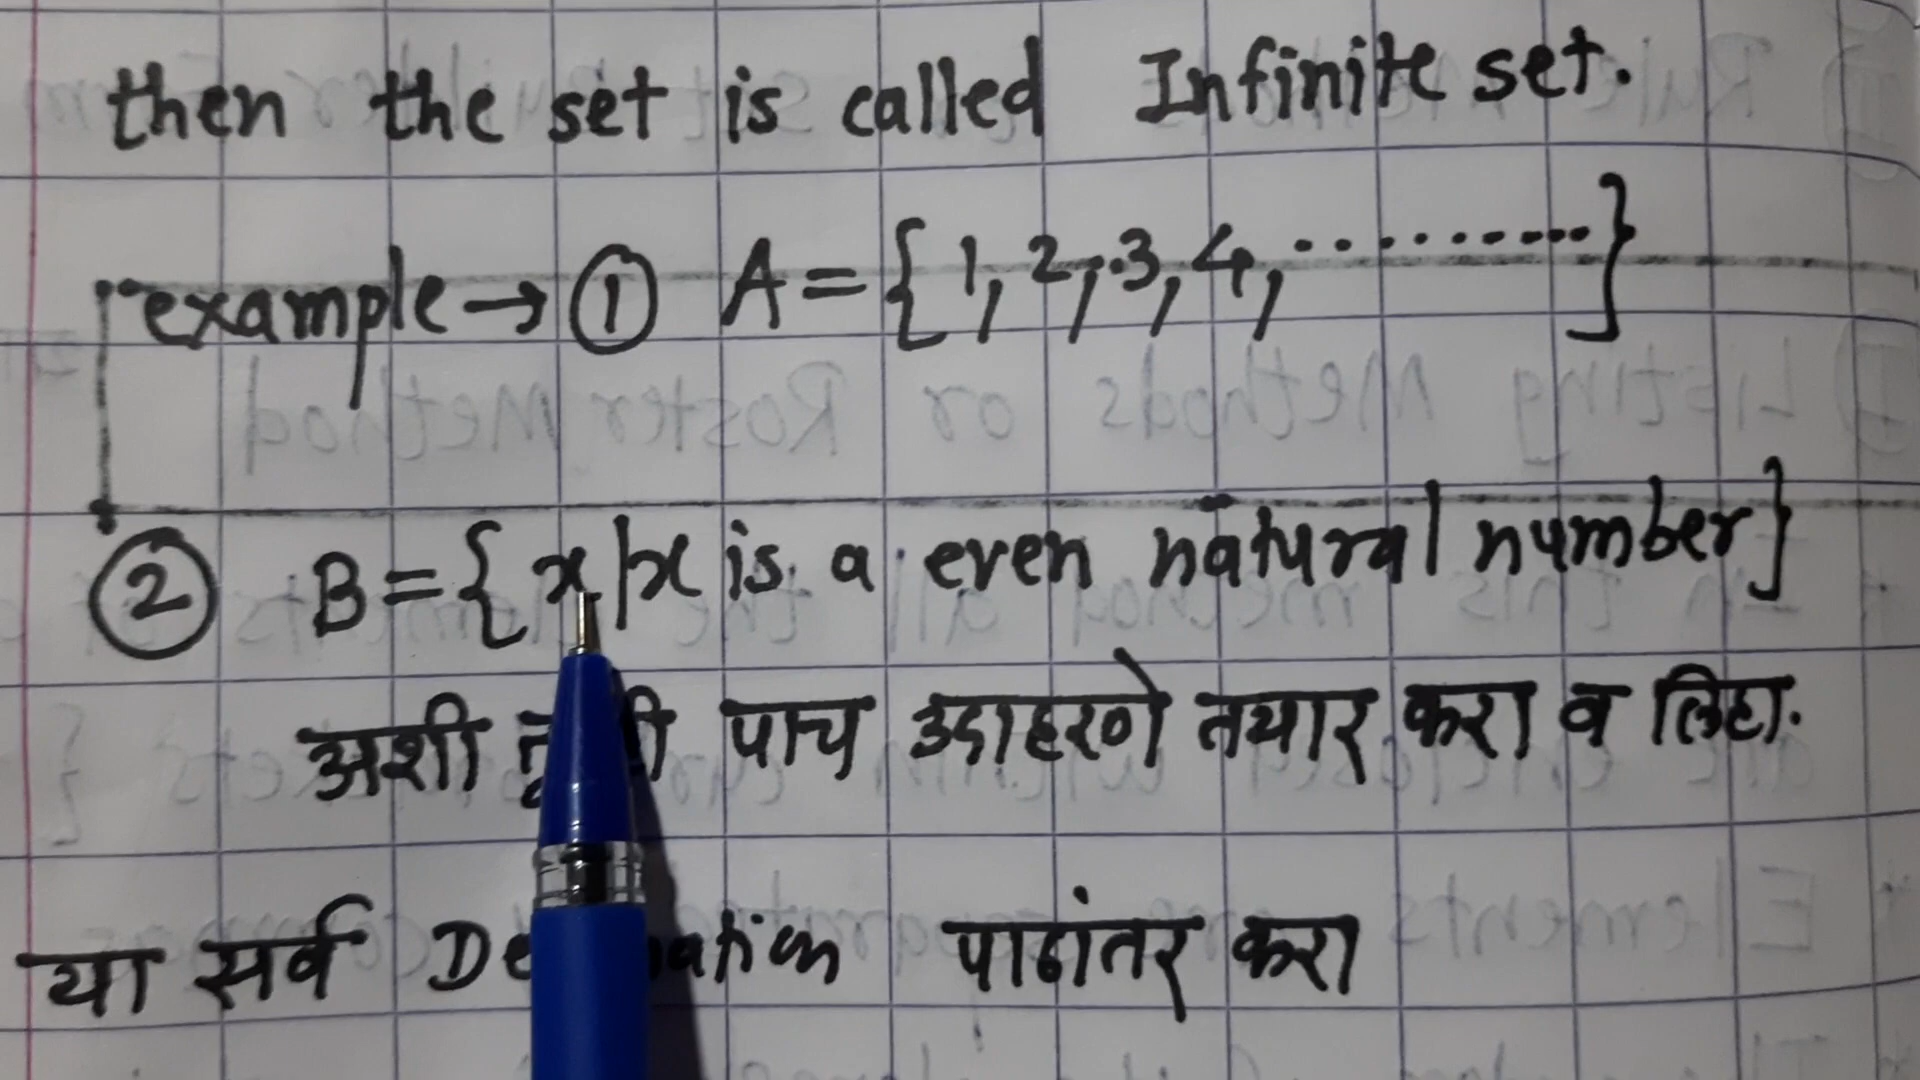 then the set is called Infinite set.
example → ① A = {1, 2, 3, 4, ..........}
② B = {x | x is a even natural number}
अशी पाच उदाहरणे तयार करा व लिहा.
या सर्व पाठांतर करा